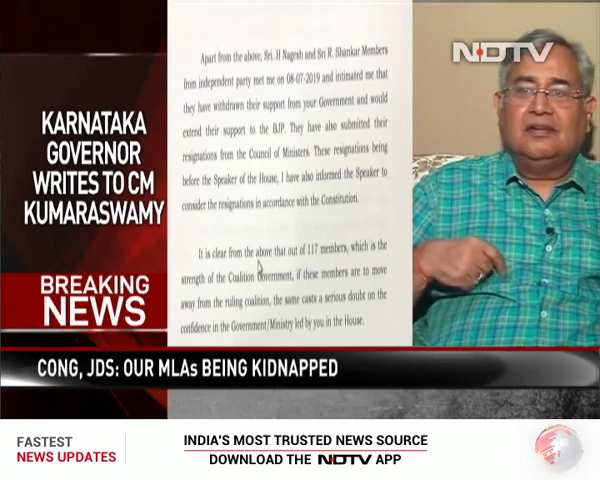 NDTV
KARNATAKA
GOVERNOR
WRITES TO CM
KUMARASWAMY
BREAKING
NEWS
Apart from the above, Sri. H Nagesh and Sri R. Shankar Members
from independent party met me on 08-07-2019 and intimated me that
they have withdrawn their support from your Government and would
extend their support to the BJP. They have also submitted their
resignations from the Council of Ministers. These resignations being
before the Speaker of the House, I have also informed the Speaker to
consider the resignations in accordance with the Constitution.
It is clear from the above that out of 117 members, which is the
strength of the Coalition Government, if these members are to move
away from the ruling coalition, the same casts a serious doubt on the
confidence in the Government/Ministry led by you in the House.
CONG, JDS: OUR MLAs BEING KIDNAPPED
FASTEST
NEWS UPDATES
INDIA'S MOST TRUSTED NEWS SOURCE
DOWNLOAD THE NDTV APP